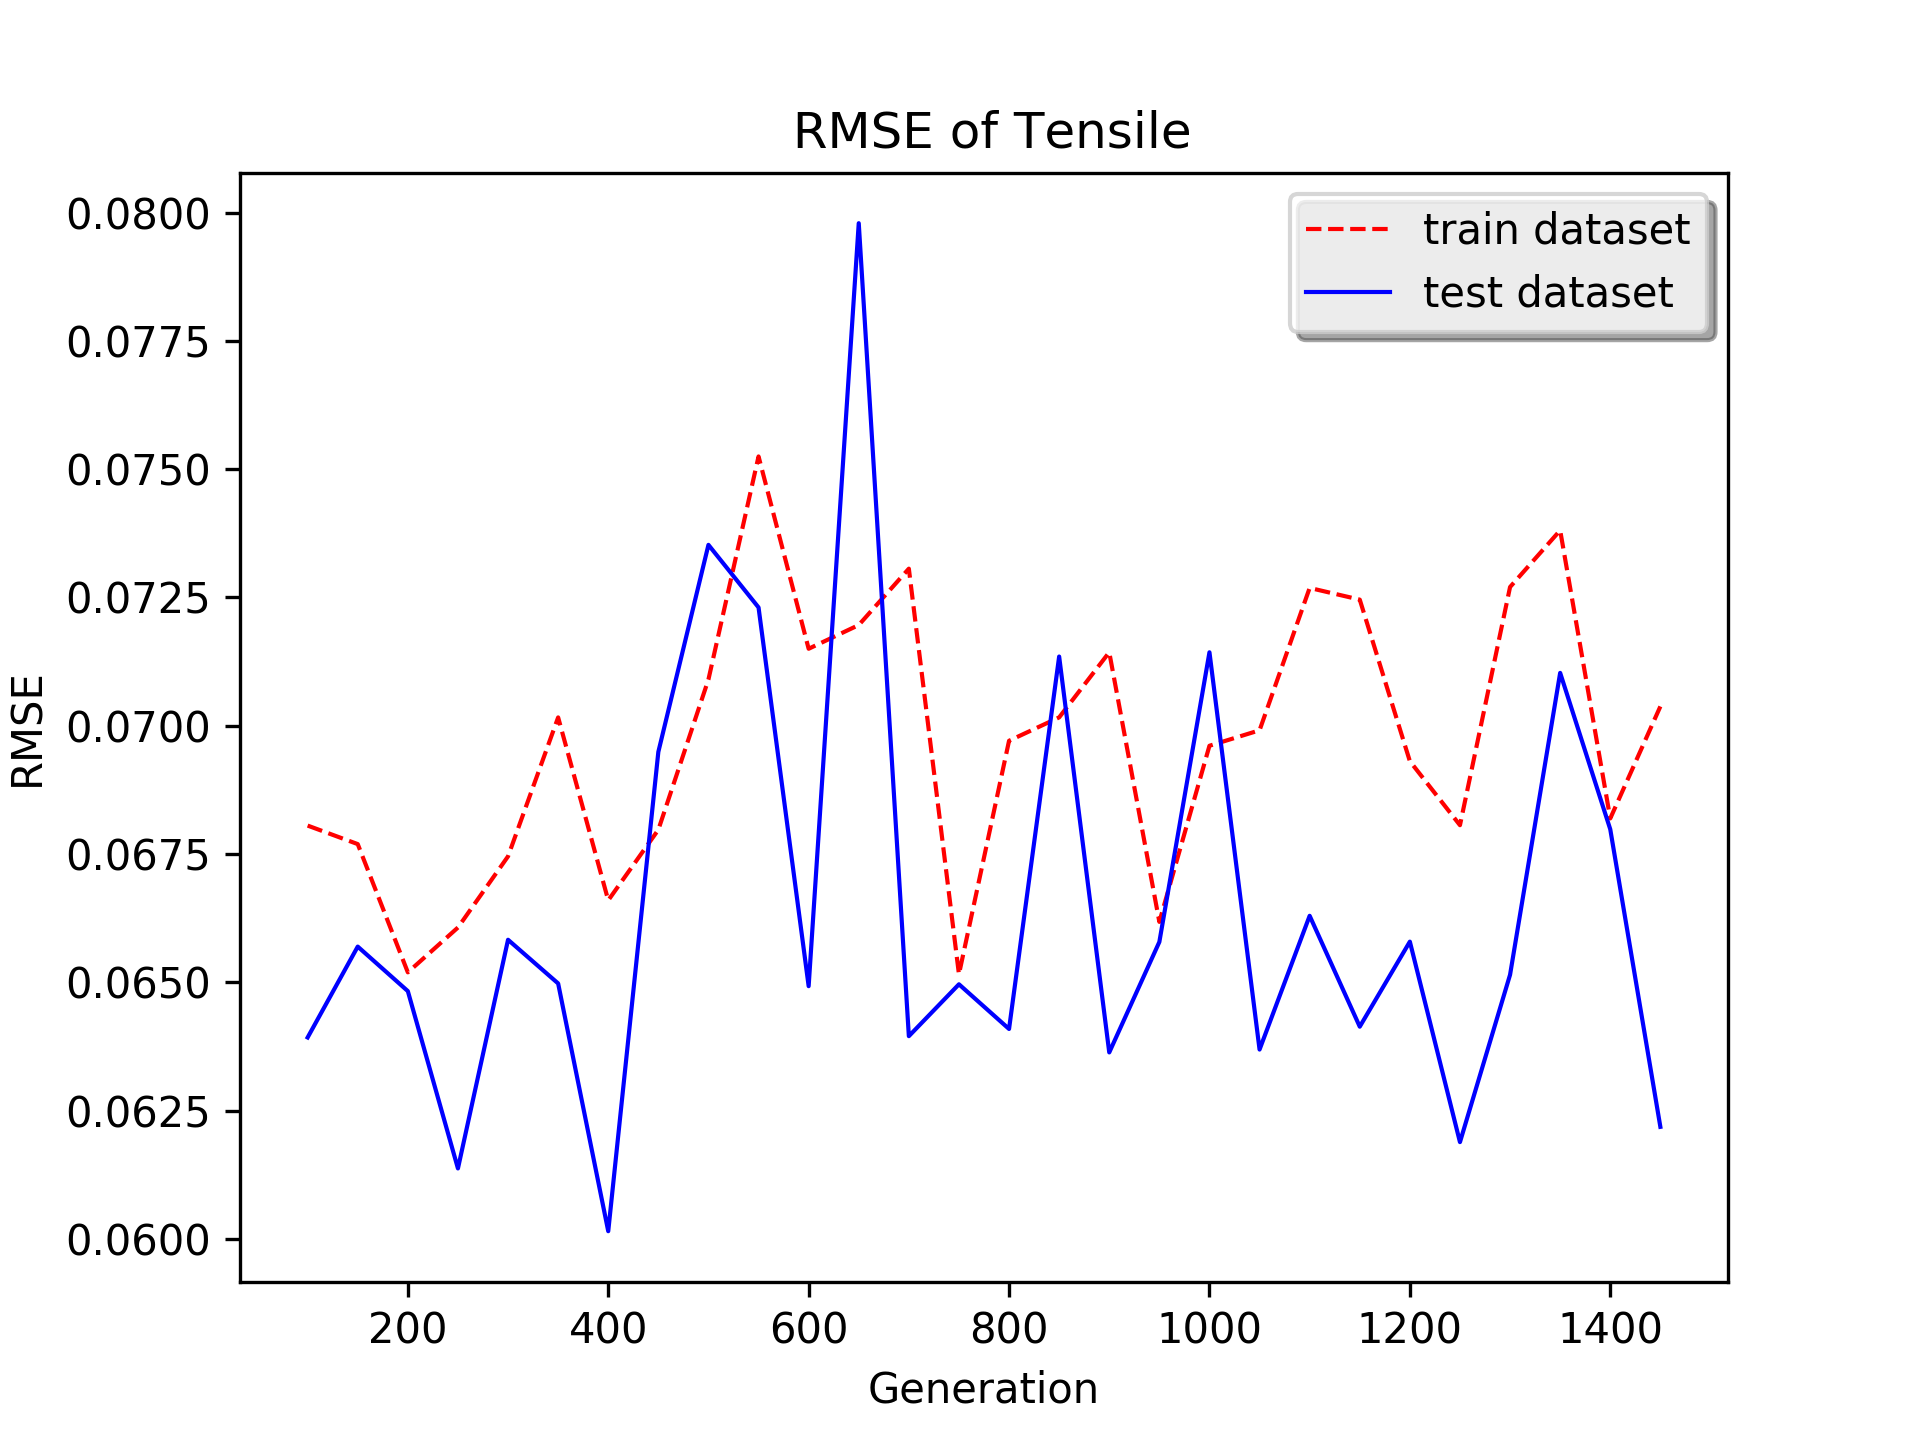 RMSE of Tensile
train dataset
test dataset
0.0800
0.0775
0.0750
0.0725
0.0700
0.0675
0.0650
0.0625
0.0600
RMSE
200 400 600 800 1000 1200 1400
Generation